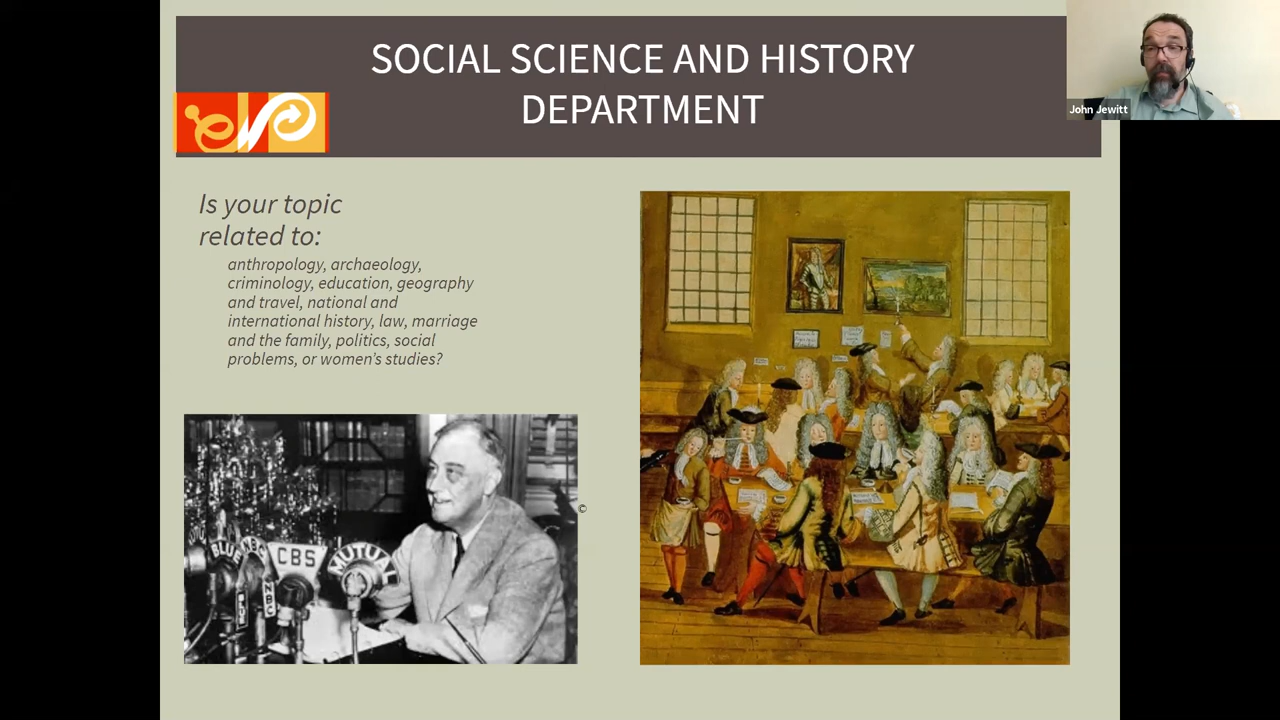 SOCIAL SCIENCE AND HISTORY
DEPARTMENT
John Jewitt
Is your topic
related to:
anthropology, archaeology,
criminology, education, geography
and travel, national and
international history, law, marriage
and the family, politics, social
problems, or women's studies?
BLUE
NBC
CBS
MUTUAL
NBC
BLUE
©